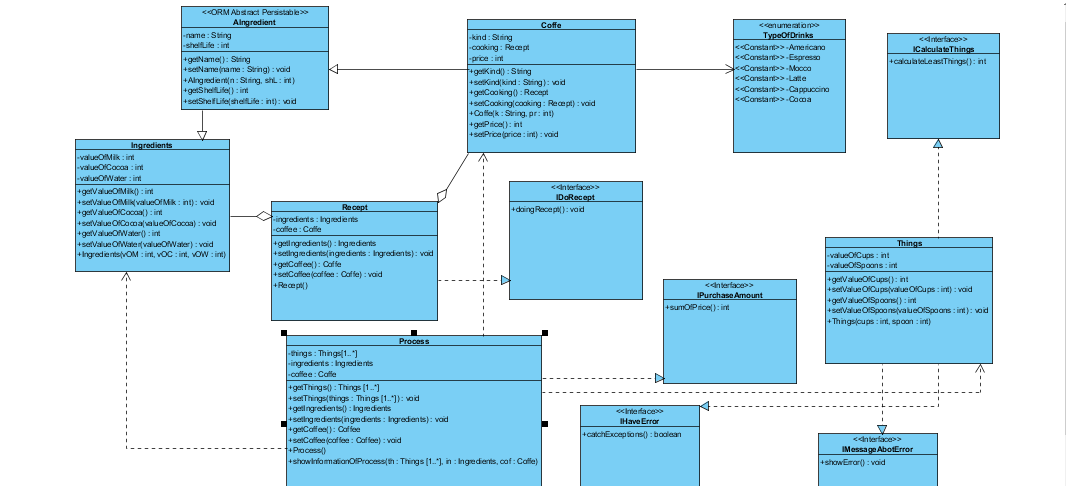 <<ORM Abstract Persistable>>
AIngredient
-name : String
-shelfLife : int
+getName() : String
+setName(name : String) : void
+AIngredient(n : String, shL : int)
+getShelfLife() : int
+setShelfLife(shelfLife : int) : void
Coffe
-kind : String
-cooking : Recept
-price : int
+getKind() : String
+setKind(kind : String) : void
+getCooking() : Recept
+setCooking(cooking : Recept) : void
+Coffe(k : String, pr : int)
+getPrice() : int
+setPrice(price : int) : void
<<enumeration>>
TypeOfDrinks
<<Constant>> -Americano
<<Constant>> -Espresso
<<Constant>> -Mocco
<<Constant>> -Latte
<<Constant>> -Cappuccino
<<Constant>> -Cocoa
<<Interface>>
ICalculateThings
+calculateLeastThings() : int
Ingredients
-valueOfMilk : int
-valueOfCocoa : int
-valueOfWater : int
+getValueOfMilk() : int
+setValueOfMilk(valueOfMilk : int) : void
+getValueOfCocoa() : int
+setValueOfCocoa(valueOfCocoa) : void
+getValueOfWater() : int
+setValueOfWater(valueOfWater) : void
+Ingredients(vOM : int, vOC : int, vOW : int)
Recept
-ingredients : Ingredients
-coffee : Coffe
+getIngredients() : Ingredients
+setIngredients(ingredients : Ingredients) : void
+getCoffee() : Coffe
+setCoffee(coffee : Coffe) : void
+Recept()
<<Interface>>
IDoRecept
+doingRecept() : void
Things
-valueOfCups : int
-valueOfSpoons : int
+getValueOfCups() : int
+setValueOfCups(valueOfCups : int) : void
+getValueOfSpoons() : int
+setValueOfSpoons(valueOfSpoons : int) : void
+Things(cups : int, spoon : int)
<<Interface>>
IPurchaseAmount
+sumOfPrice() : int
Process
-things : Things[1..*]
-ingredients : Ingredients
-coffee : Coffe
+getThings() : Things [1..*]
+setThings(things : Things [1..*]) : void
+getIngredients() : Ingredients
+setIngredients(ingredients : Ingredients) : void
+getCoffee() : Coffee
+setCoffee(coffee : Coffee) : void
+Process()
+showInformationOfProcess(th : Things [1..*], in : Ingredients, cof : Coffe)
<<Interface>>
IHaveError
+catchExceptions() : boolean
<<Interface>>
IMessageAbotError
+showError() : void